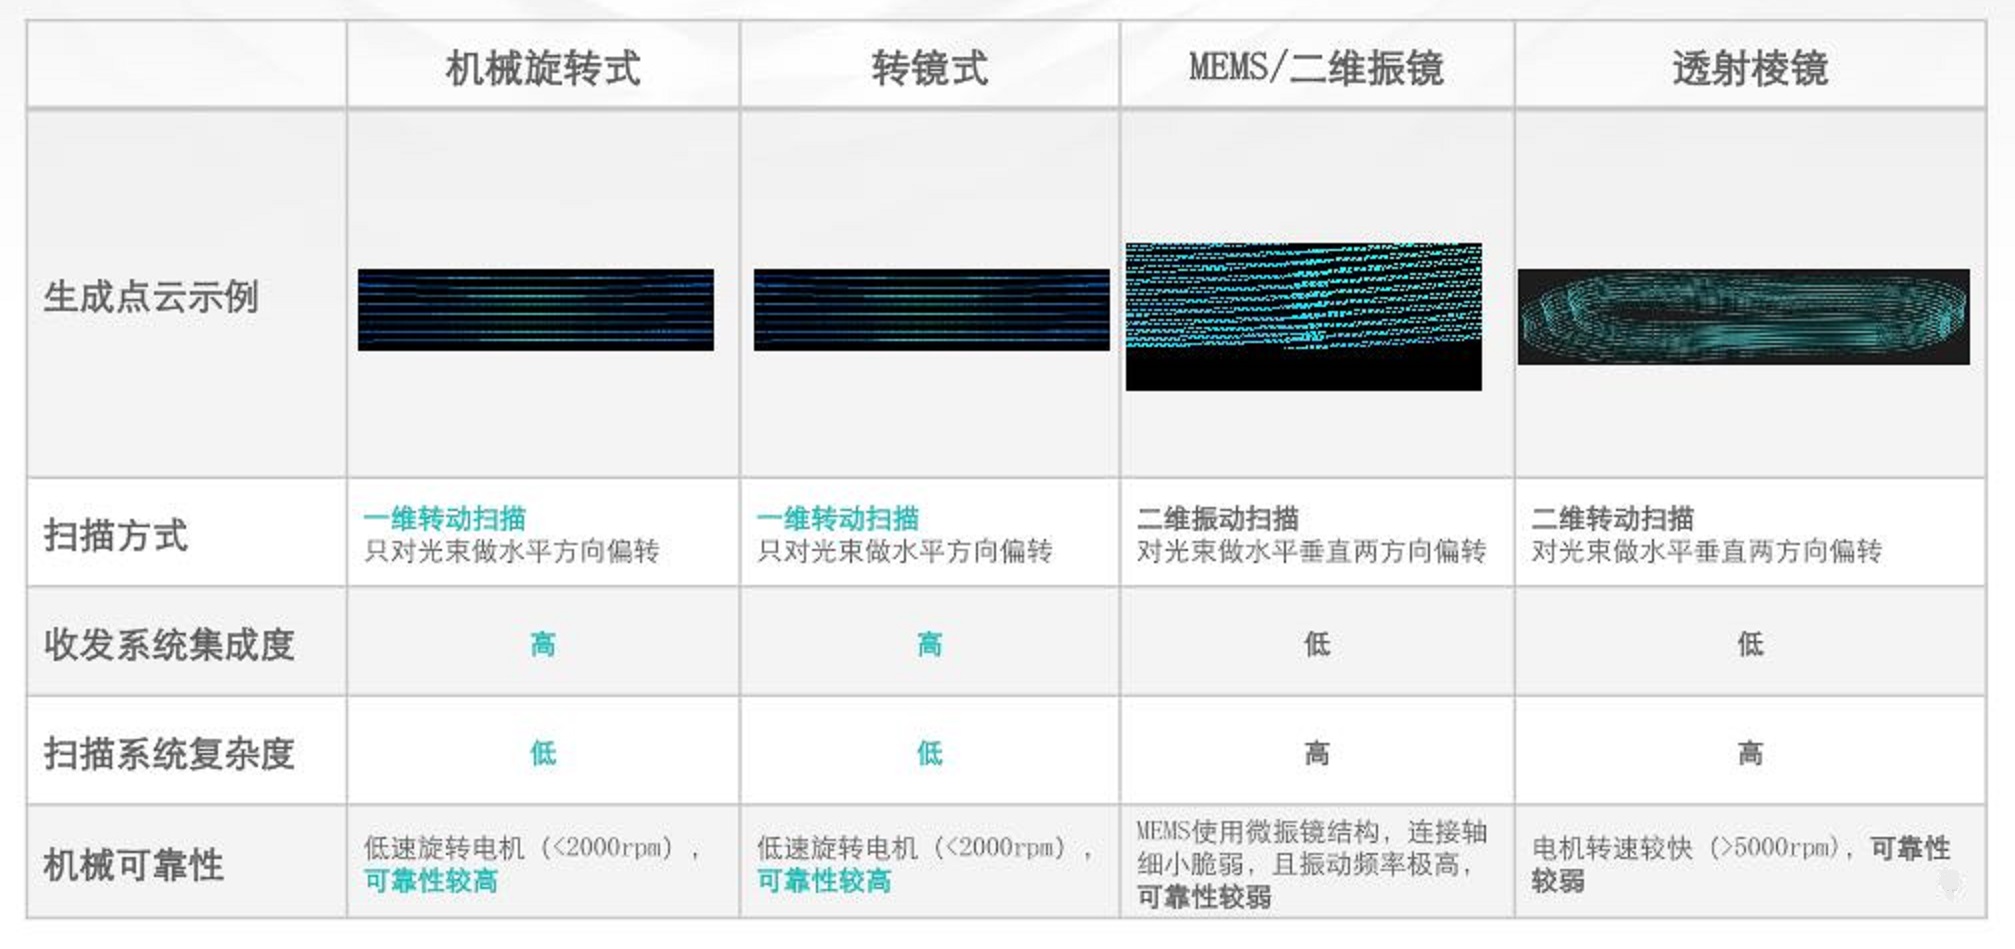 机械旋转式
转镜式
MEMS/二维振镜
透射棱镜
生成点云示例
扫描方式
一维转动扫描
只对光束做水平方向偏转
一维转动扫描
只对光束做水平方向偏转
二维振动扫描
对光束做水平垂直两方向偏转
二维转动扫描
对光束做水平垂直两方向偏转
收发系统集成度
高
高
低
低
扫描系统复杂度
低
低
高
高
机械可靠性
低速旋转电机（<2000rpm），
可靠性较高
低速旋转电机（<2000rpm），
可靠性较高
MEMS使用微振镜结构，连接轴
细小脆弱，且振动频率极高，
可靠性较弱
电机转速较快（>5000rpm），可靠性
较弱